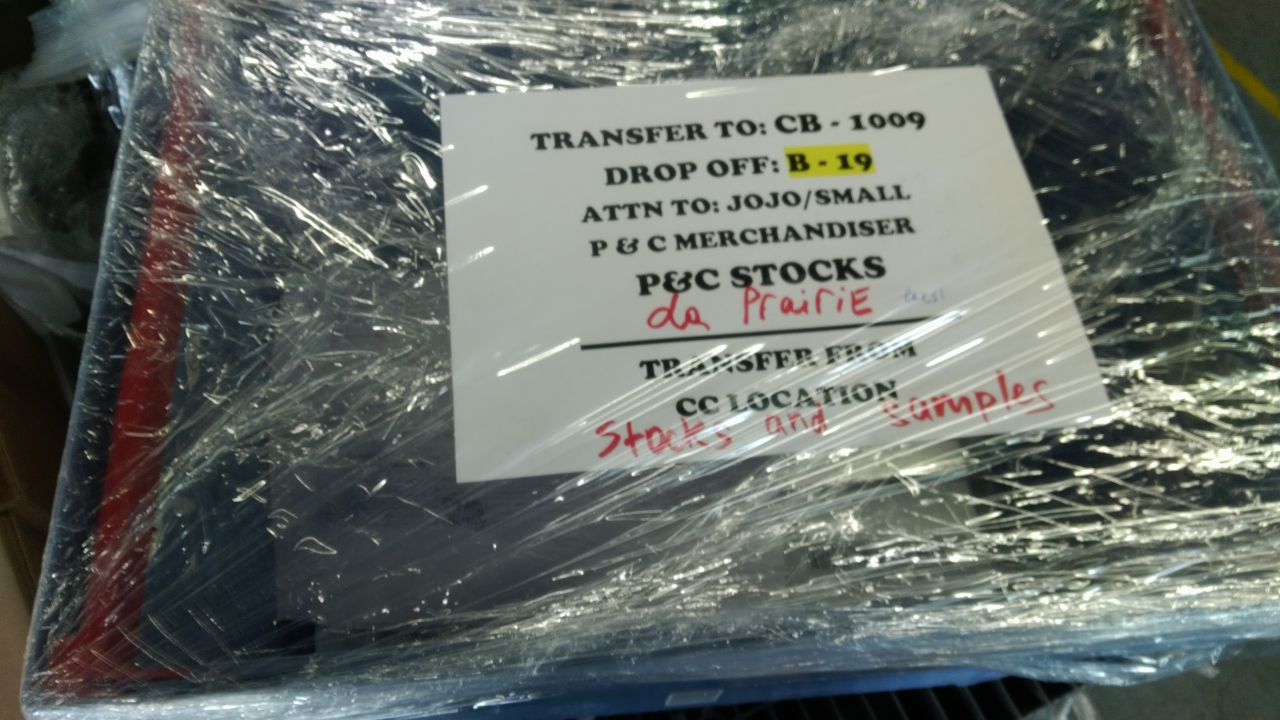 TRANSFER TO: CB - 1009
DROP OFF: B - 19
ATTN TO: JOJO/SMALL
P & C MERCHANDISER
P&C STOCKS
La PrairiE
TRANSFER FROM
CC LOCATION
Stocks and samples